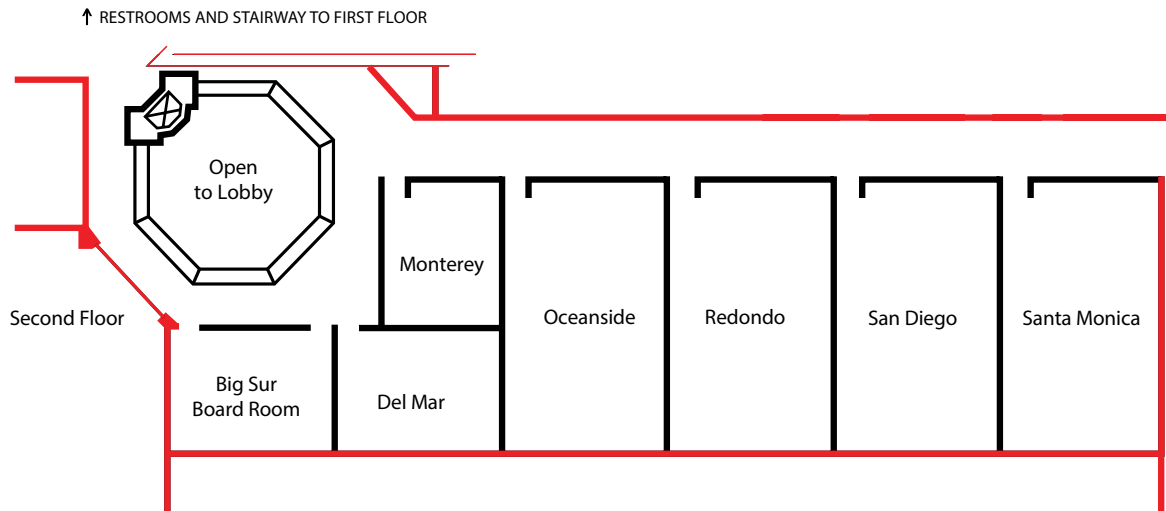 ↑ RESTROOMS AND STAIRWAY TO FIRST FLOOR
Open
to Lobby
Monterey
Second Floor
Oceanside
Redondo
San Diego
Santa Monica
Big Sur
Board Room
Del Mar